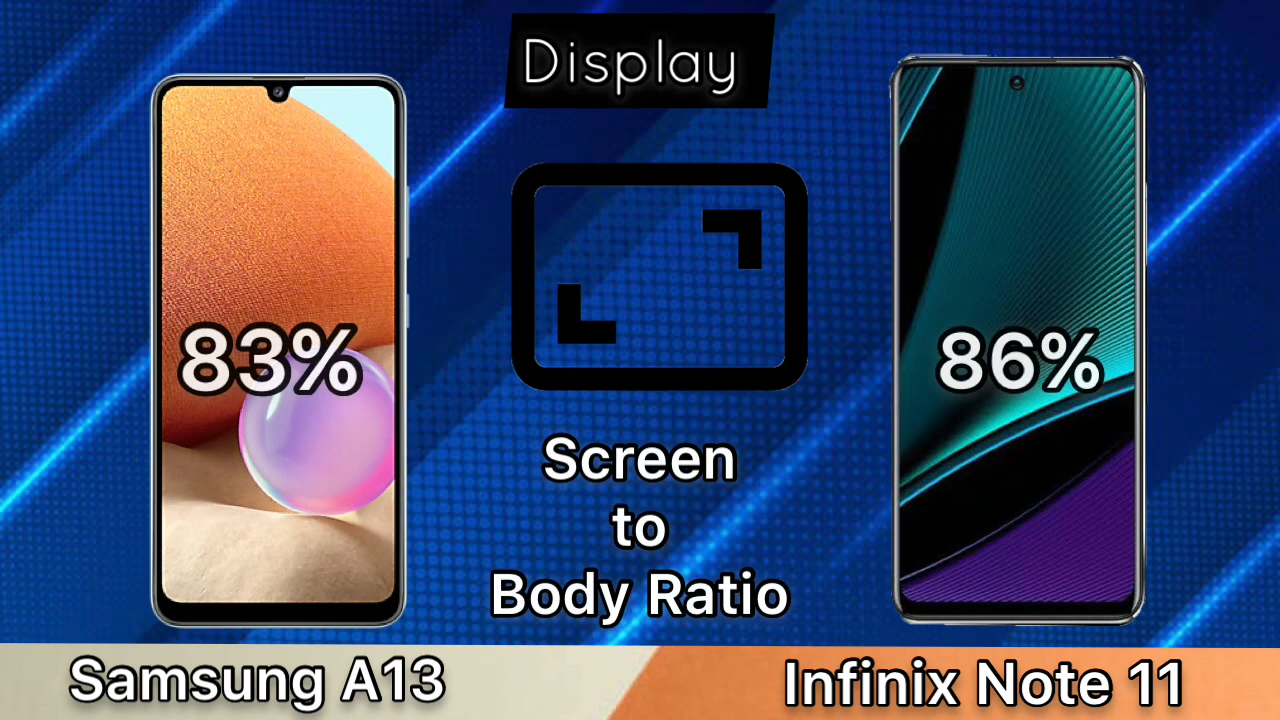 Display
83%
86%
Screen
to
Body Ratio
Samsung A13
Infinix Note 11